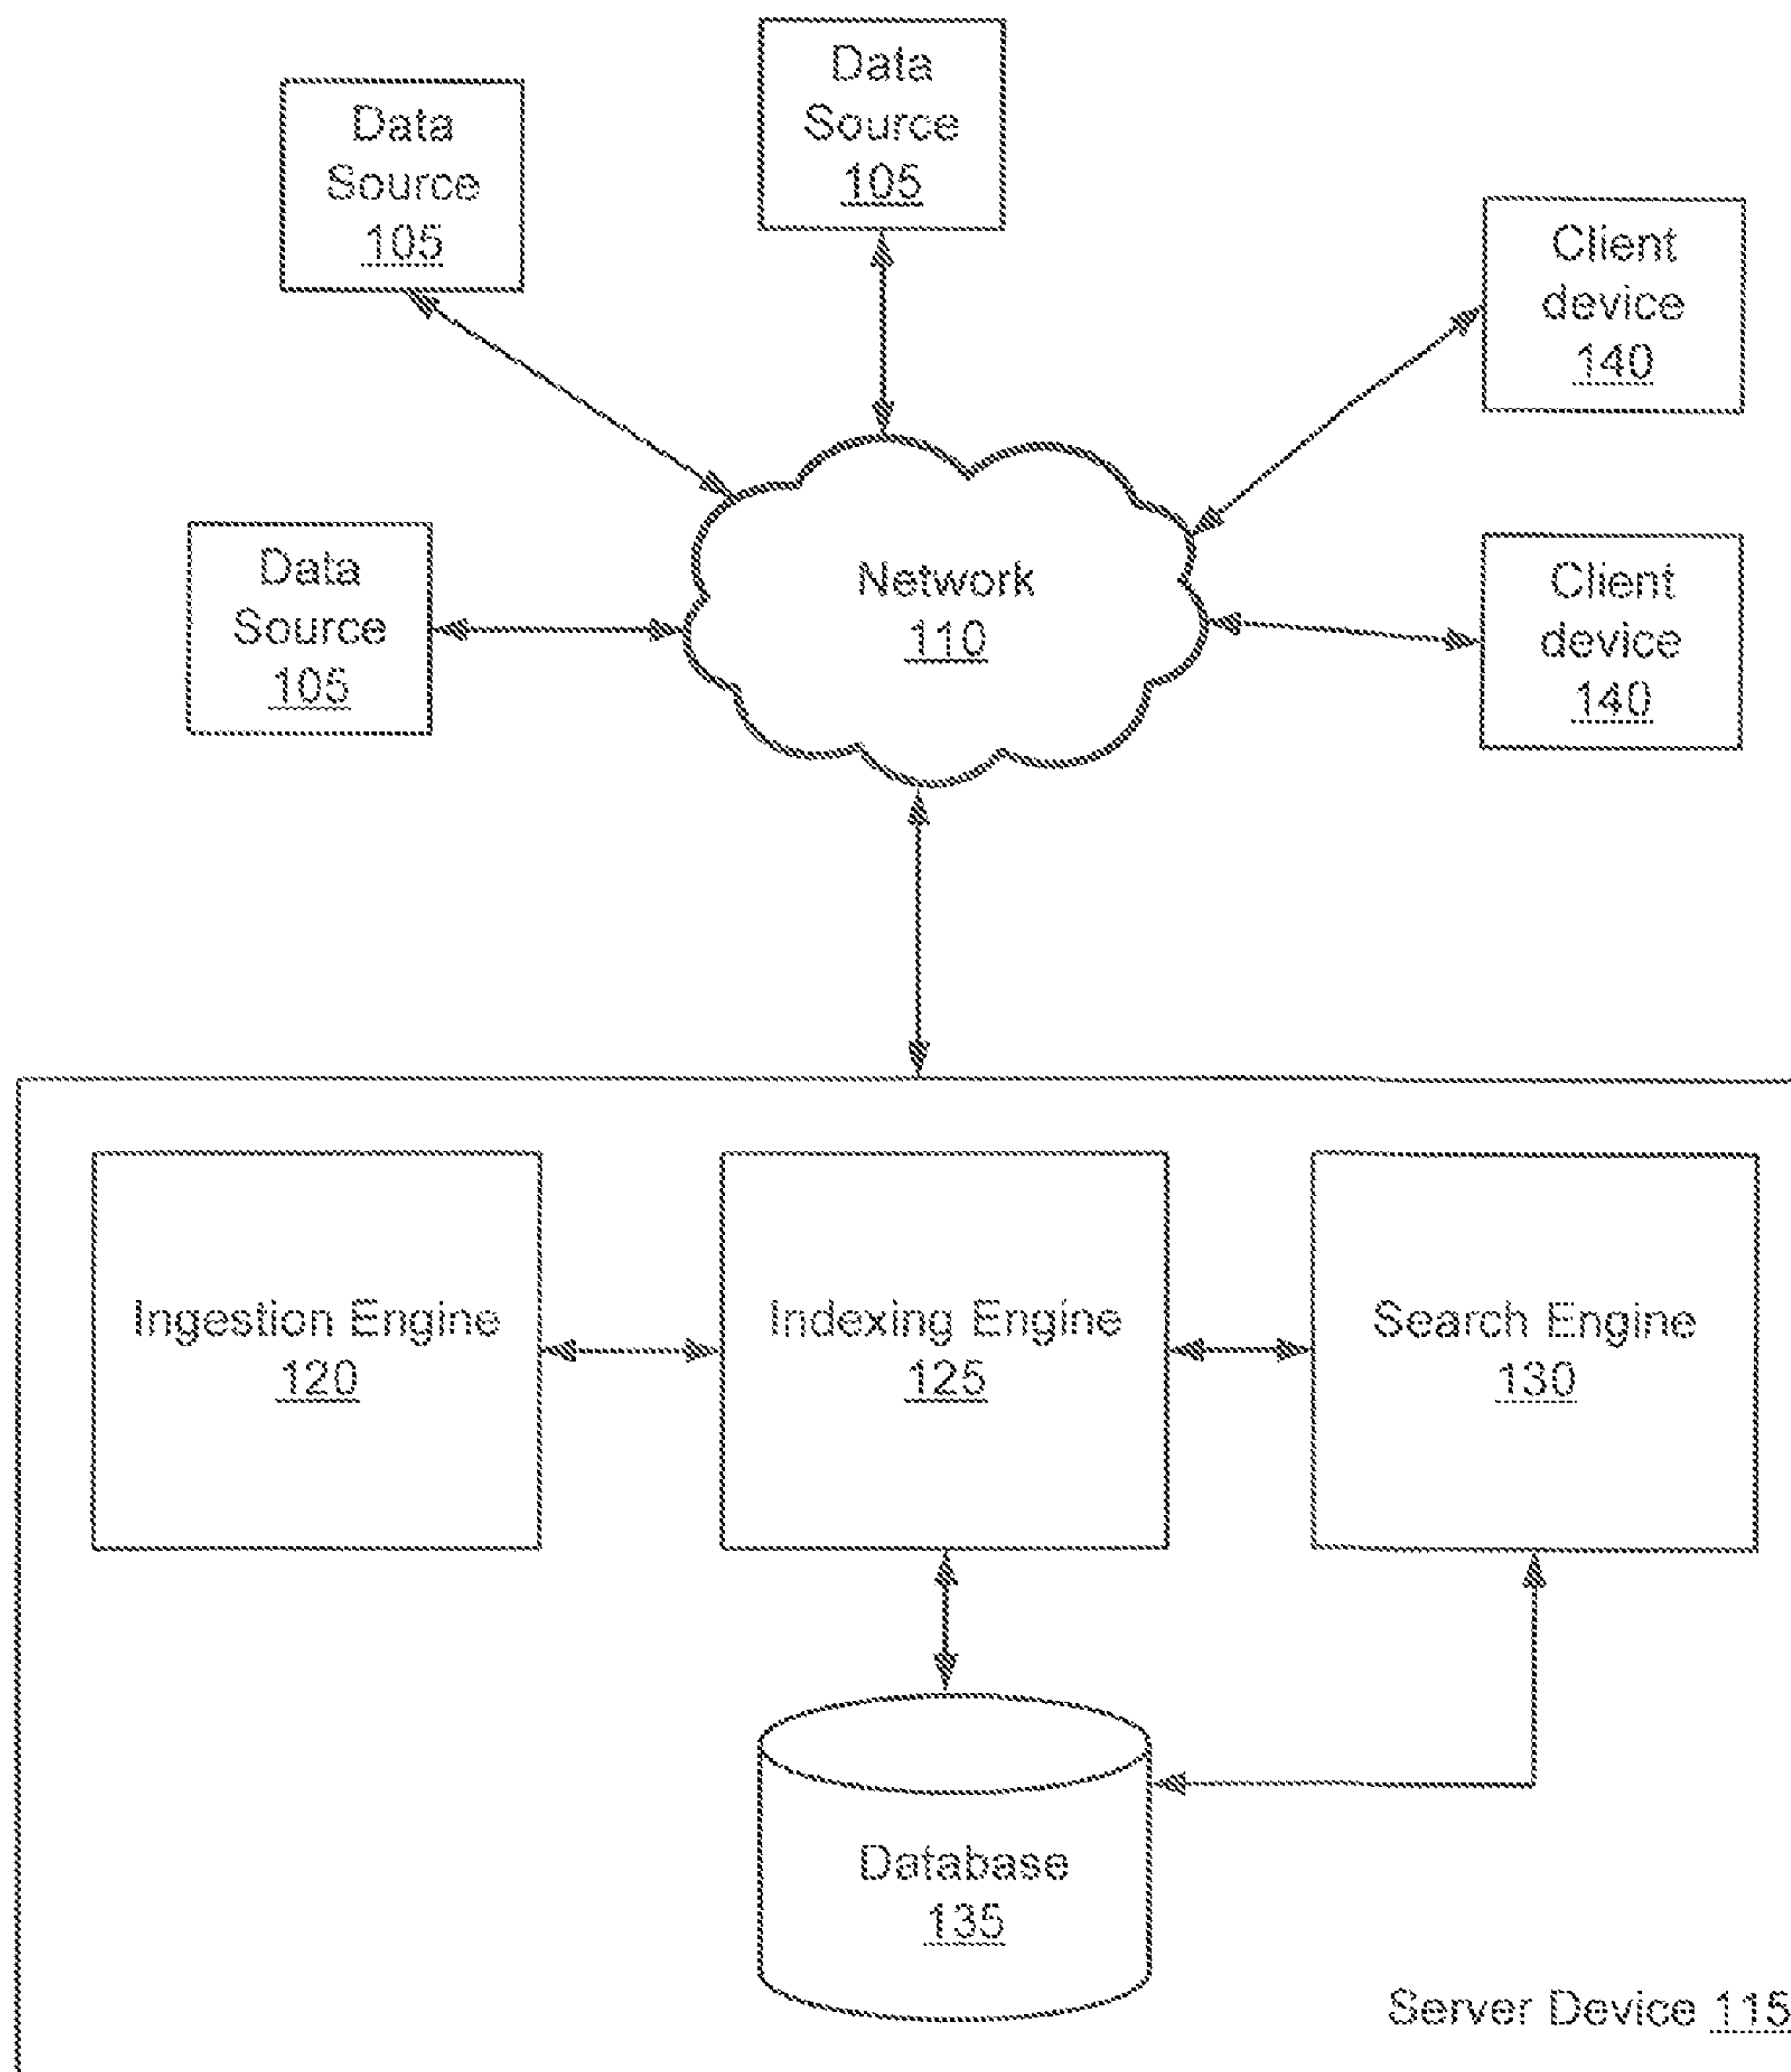 Data
Source
105
Data
Source
105
Client
device
140
Data
Source
105
Network
110
Client
device
140
Ingestion Engine
120
Indexing Engine
125
Search Engine
130
Database
135
Server Device 115